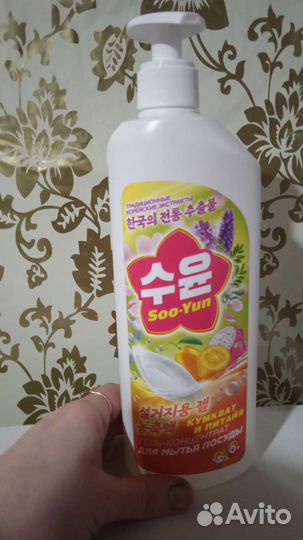 ТРАДИЦИОННЫЕ
КОРЕЙСКИЕ ЭКСТРАКТЫ
한국의 전통 추출물
수윤
Soo-Yun
설거지용 젤
농축액
КУМКВАТ
И ПИТАЙЯ
ГЕЛЬ-КОНЦЕНТРАТ
ДЛЯ МЫТЬЯ ПОСУДЫ
0+
Avito